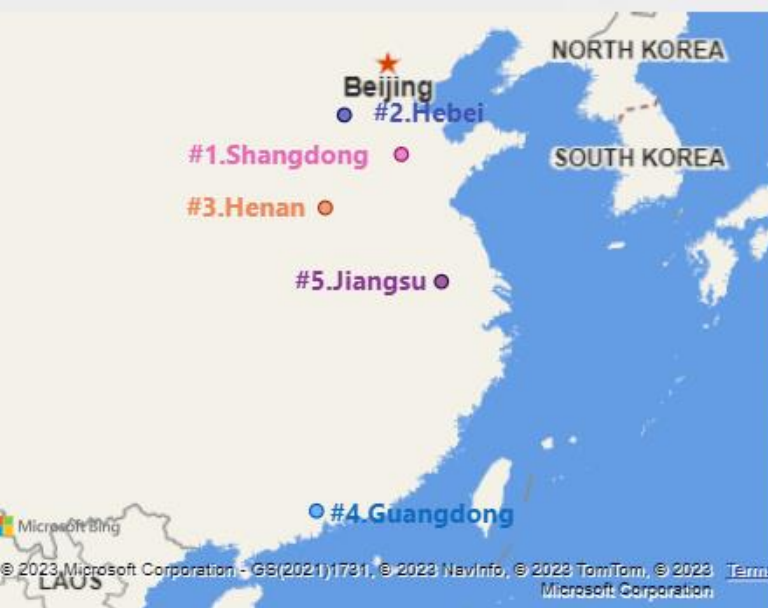 NORTH KOREA
Beijing
#2.Hebei
#1.Shangdong
SOUTH KOREA
#3.Henan
#5.Jiangsu
#4.Guangdong
Microsoft Bing
© 2023 Microsoft Corporation - GS(2021)1731, © 2023 NavInfo, © 2023 TomTom, © 2023 Microsoft Corporation
Terms
LAOS